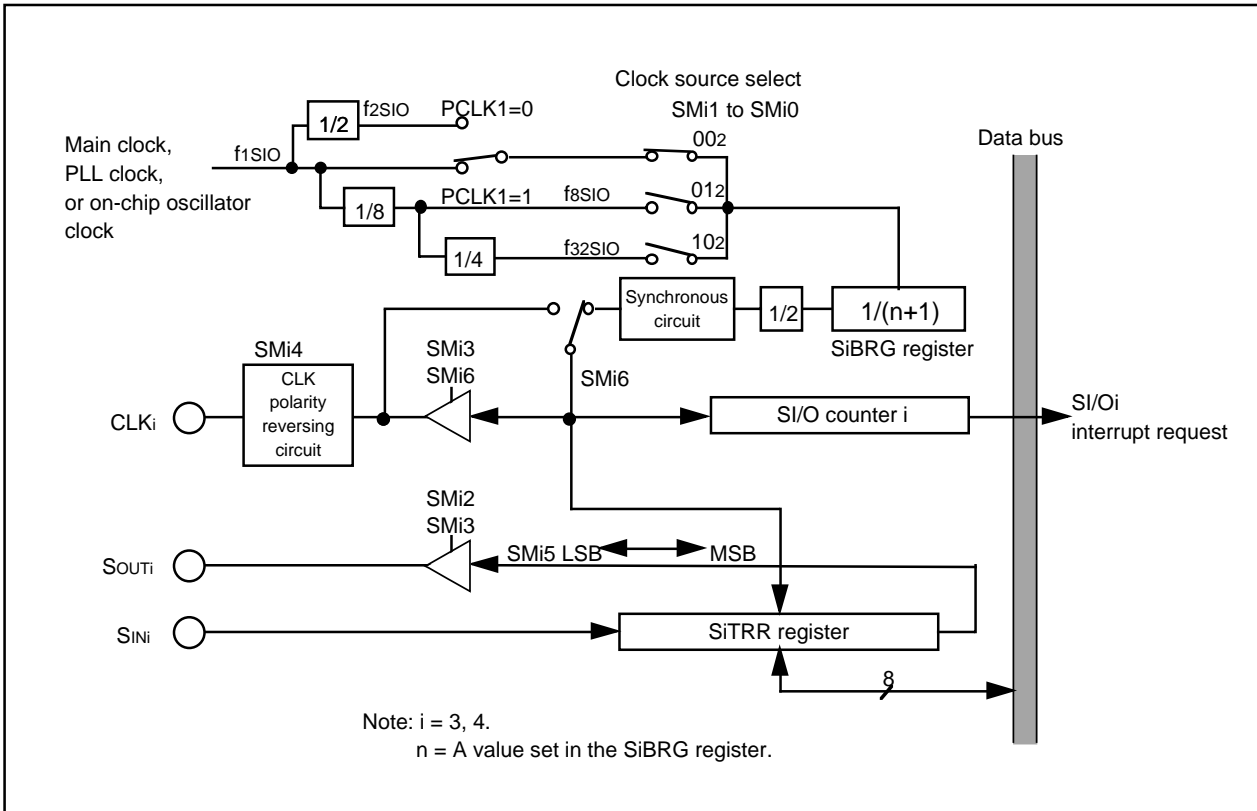 Clock source select
SMi1 to SMi0
f2SIO
PCLK1=0
1/2
Data bus
Main clock,
PLL clock,
or on-chip oscillator
clock
f1SIO
002
PCLK1=1
f8SIO
012
1/8
f32SIO
102
1/4
Synchronous
circuit
1/2
1/(n+1)
SiBRG register
SMi4
SMi3
SMi6
SMi6
CLK
polarity
reversing
circuit
CLKi
SI/O counter i
SI/Oi
interrupt request
SMi2
SMi3
SMi5 LSB
MSB
SOUTi
SINi
SiTRR register
8
Note: i = 3, 4.
n = A value set in the SiBRG register.